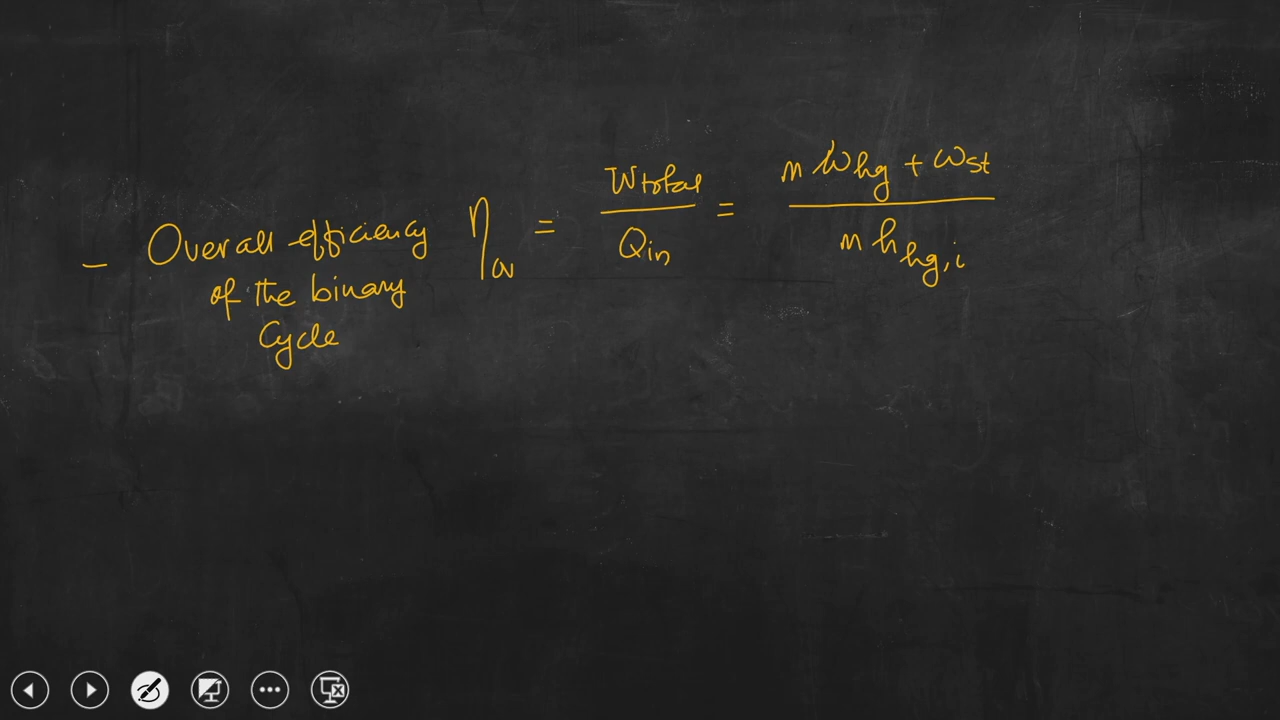 - Overall efficiency η_ov = W_total / Q_in = m W_hg + W_st / m h_hg,i
of the binary
Cycle